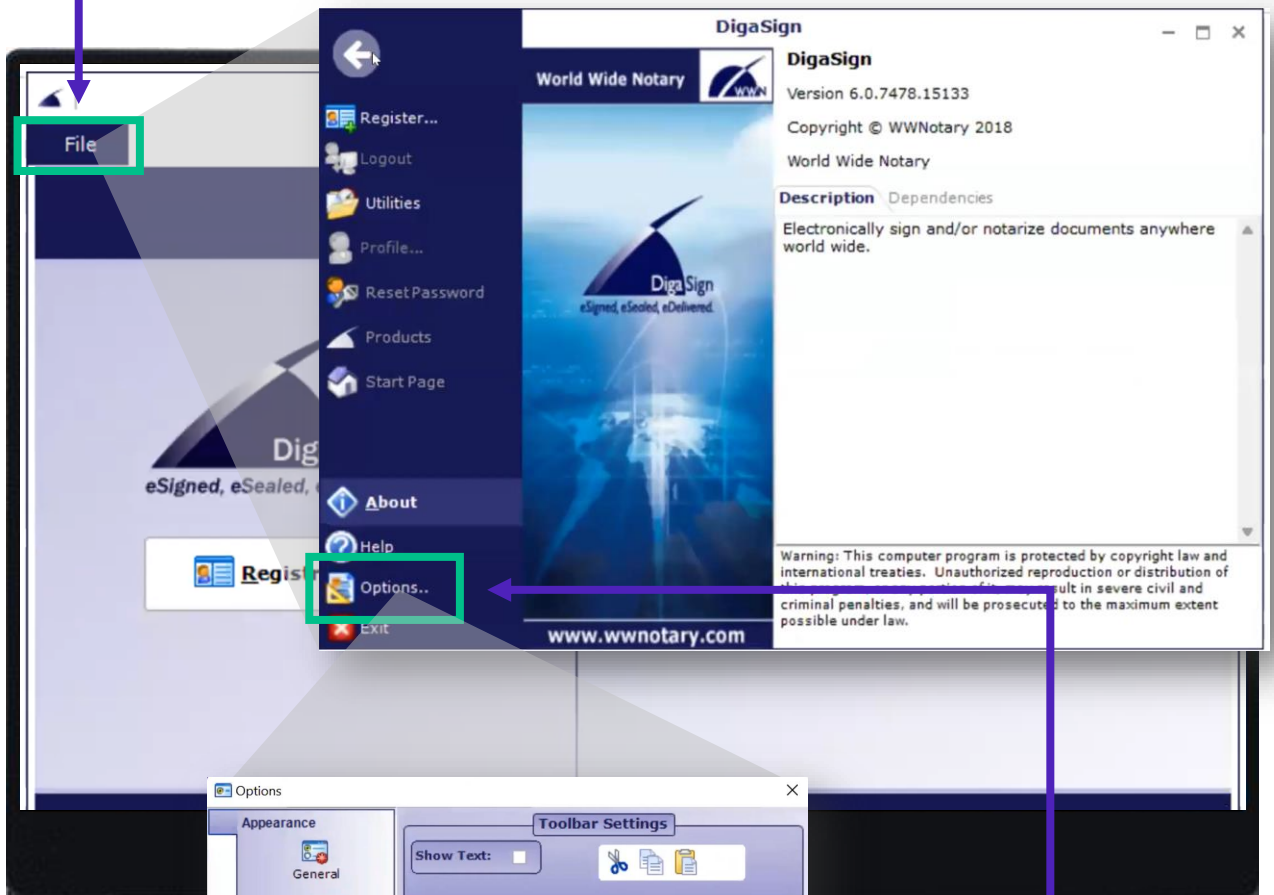 File
Dig
eSigned, eSealed,
Regist
DigaSign
Register...
Logout
Utilities
Profile...
Reset Password
Products
Start Page
About
Help
Options..
Exit
World Wide Notary
WWN
DigaSign
eSigned, eSealed, eDelivered.
www.wwnotary.com
DigaSign
Version 6.0.7478.15133
Copyright © WWNotary 2018
World Wide Notary
Description Dependencies
Electronically sign and/or notarize documents anywhere
world wide.
Warning: This computer program is protected by copyright law and
international treaties. Unauthorized reproduction or distribution of
result in severe civil and
criminal penalties, and will be prosecuted to the maximum extent
possible under law.
Options
Appearance
General
Toolbar Settings
Show Text: